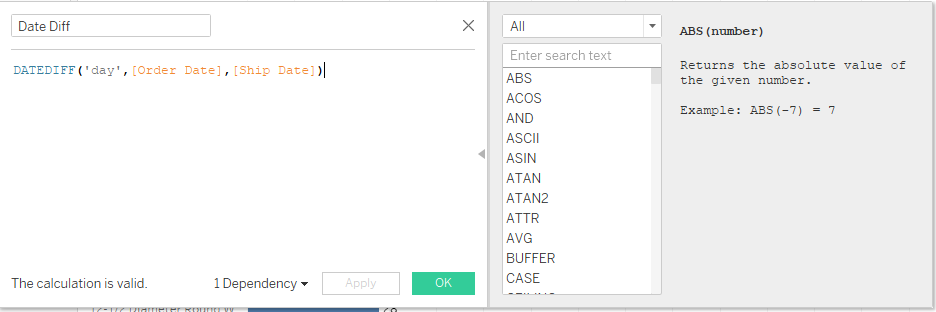 Date Diff
DATEDIFF('day',[Order Date],[Ship Date])
The calculation is valid.
1 Dependency
Apply
OK
All
Enter search text
ABS
ACOS
AND
ASCII
ASIN
ATAN
ATAN2
ATTR
AVG
BUFFER
CASE
ABS(number)
Returns the absolute value of
the given number.
Example: ABS(-7) = 7